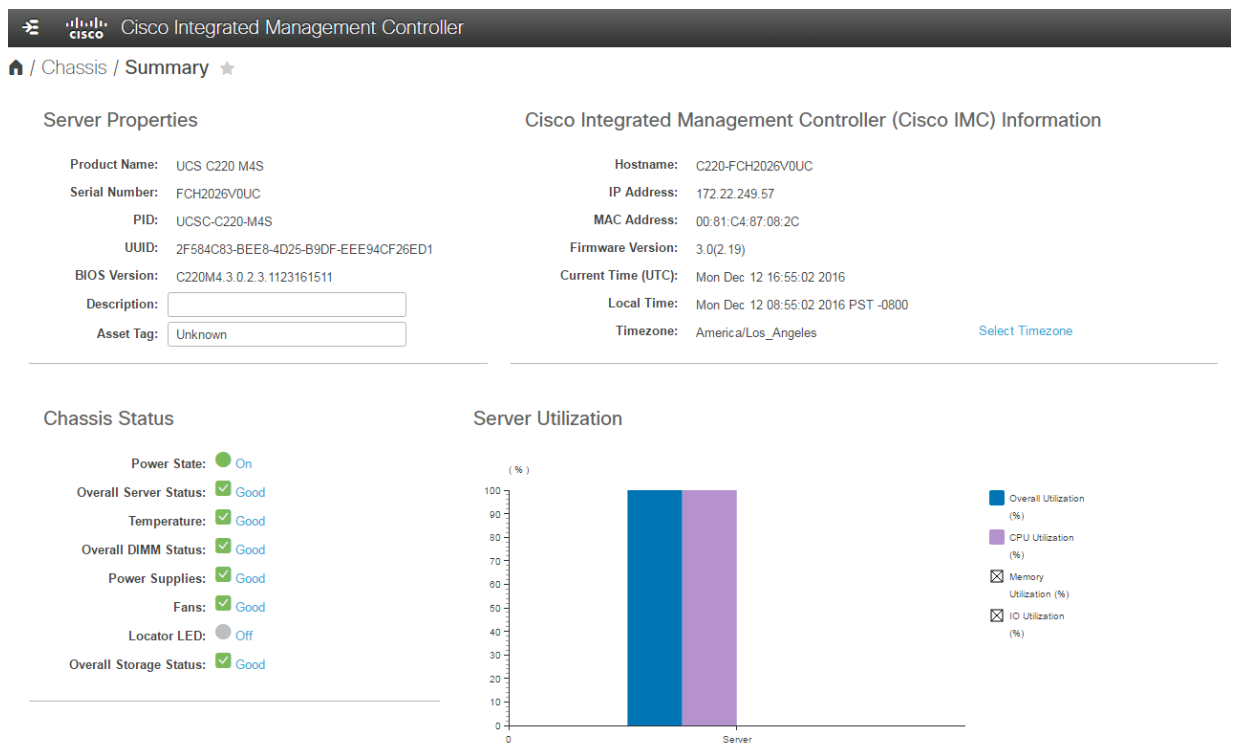 cisco Cisco Integrated Management Controller
/ Chassis / Summary
Server Properties
Product Name: UCS C220 M4S
Serial Number: FCH2026V0UC
PID: UCSC-C220-M4S
UUID: 2F584C83-BEE8-4D25-B9DF-EEE94CF26ED1
BIOS Version: C220M4.3.0.2.3.1123161511
Description:
Asset Tag: Unknown
Cisco Integrated Management Controller (Cisco IMC) Information
Hostname: C220-FCH2026V0UC
IP Address: 172.22.249.57
MAC Address: 00:81:C4:87:08:2C
Firmware Version: 3.0(2.19)
Current Time (UTC): Mon Dec 12 16:55:02 2016
Local Time: Mon Dec 12 08:55:02 2016 PST -0800
Timezone: America/Los_Angeles Select Timezone
Chassis Status
Power State: On
Overall Server Status: Good
Temperature: Good
Overall DIMM Status: Good
Power Supplies: Good
Fans: Good
Locator LED: Off
Overall Storage Status: Good
Server Utilization
( % )
100
90
80
70
60
50
40
30
20
10
0
0 Server
Overall Utilization
(%)
CPU Utilization
(%)
Memory
Utilization (%)
IO Utilization
(%)